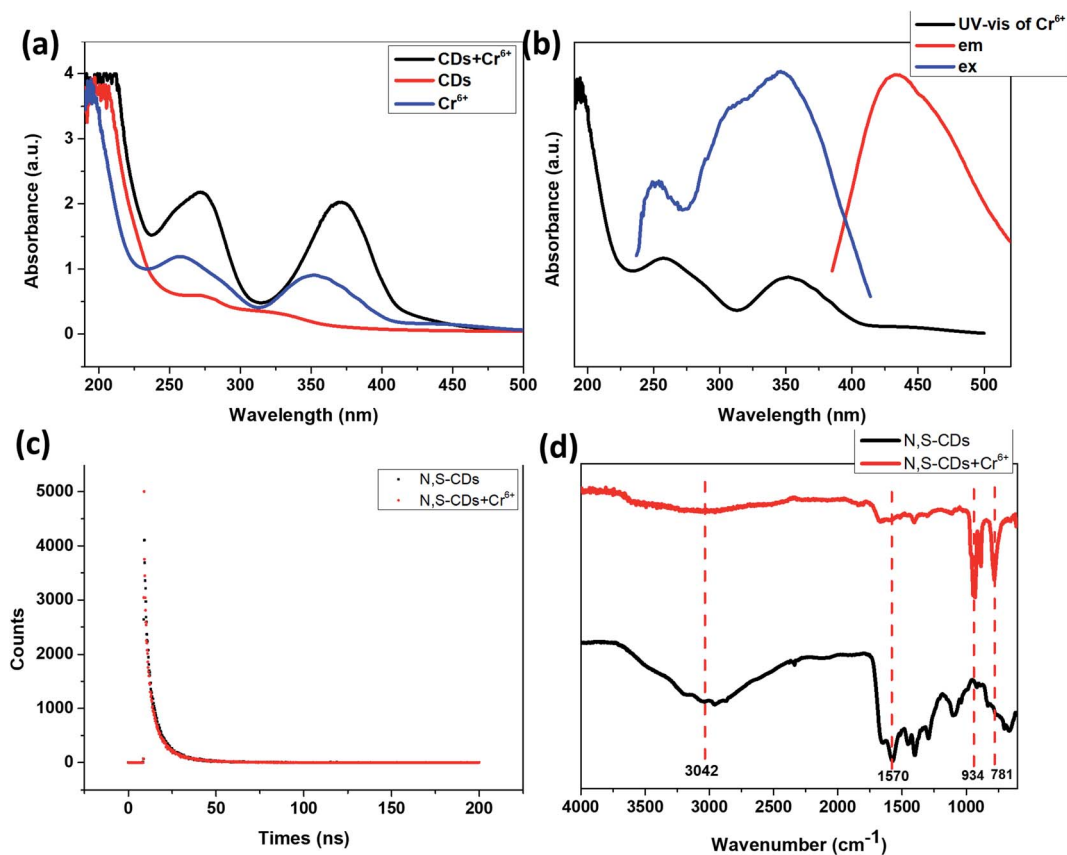 (a)
CDs+Cr⁶⁺
CDs
Cr⁶⁺
4
3
2
1
0
Absorbance (a.u.)
200 250 300 350 400 450 500
Wavelength (nm)
(b)
UV-vis of Cr⁶⁺
em
ex
Absorbance (a.u.)
200 250 300 350 400 450 500
Wavelength (nm)
(c)
N,S-CDs
N,S-CDs+Cr⁶⁺
5000
4000
3000
2000
1000
0
Counts
0 50 100 150 200
Times (ns)
(d)
N,S-CDs
N,S-CDs+Cr⁶⁺
3042 1570 934 781
4000 3500 3000 2500 2000 1500 1000
Wavenumber (cm⁻¹)